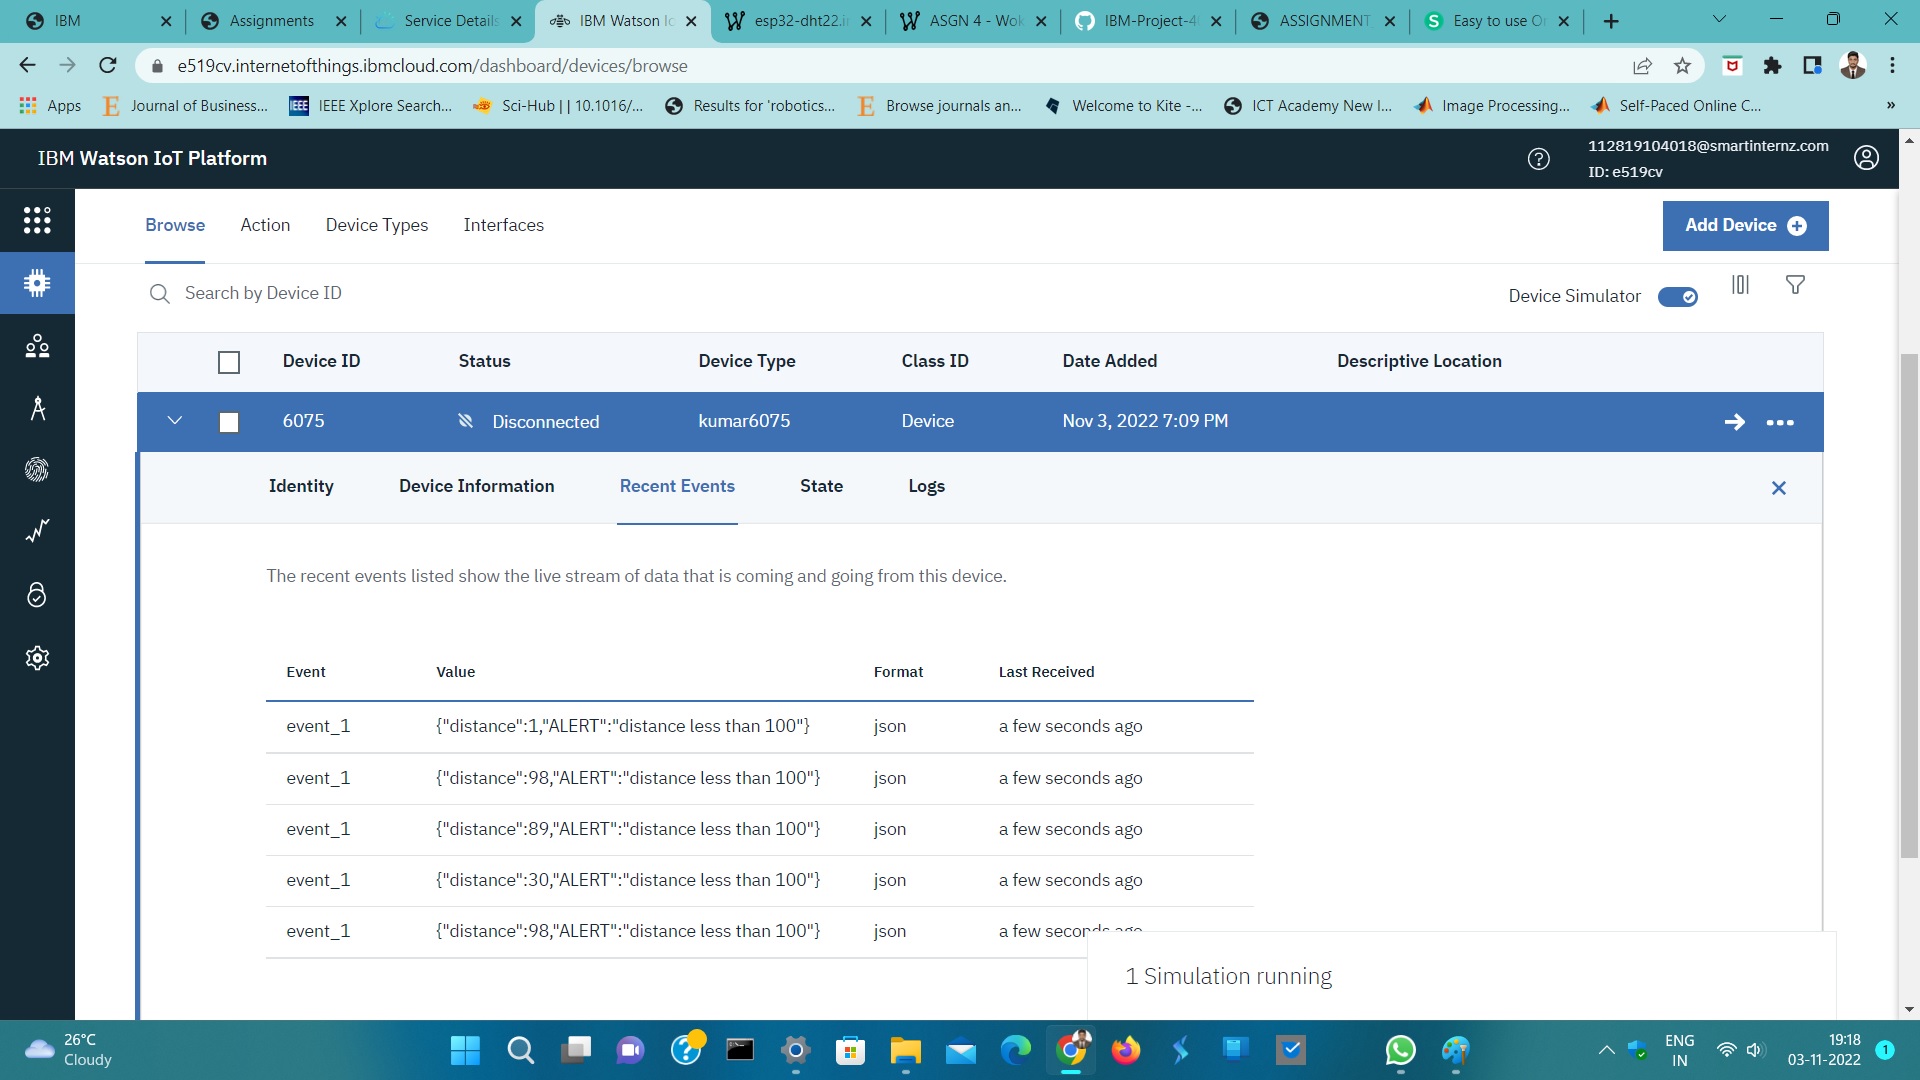 IBM
Assignments
Service Details
IBM Watson Io
esp32-dht22.i
ASGN 4 - Wok
IBM-Project-4
ASSIGNMENT
Easy to use O
e519cv.internetofthings.ibmcloud.com/dashboard/devices/browse
Apps
Journal of Business...
IEEE Xplore Search...
Sci-Hub | | 10.1016/...
Results for 'robotics...
Browse journals an...
Welcome to Kite -...
ICT Academy New I...
Image Processing...
Self-Paced Online C...
»
IBM Watson IoT Platform
112819104018@smartinternz.com
ID: e519cv
Browse
Action
Device Types
Interfaces
Add Device
Search by Device ID
Device Simulator
Device ID
Status
Device Type
Class ID
Date Added
Descriptive Location
6075
Disconnected
kumar6075
Device
Nov 3, 2022 7:09 PM
Identity
Device Information
Recent Events
State
Logs
The recent events listed show the live stream of data that is coming and going from this device.
Event
Value
Format
Last Received
event_1
{"distance":1,"ALERT":"distance less than 100"}
json
a few seconds ago
event_1
{"distance":98,"ALERT":"distance less than 100"}
json
a few seconds ago
event_1
{"distance":89,"ALERT":"distance less than 100"}
json
a few seconds ago
event_1
{"distance":30,"ALERT":"distance less than 100"}
json
a few seconds ago
event_1
{"distance":98,"ALERT":"distance less than 100"}
json
a few seconds ago
1 Simulation running
26°C
Cloudy
ENG
IN
19:18
03-11-2022
1